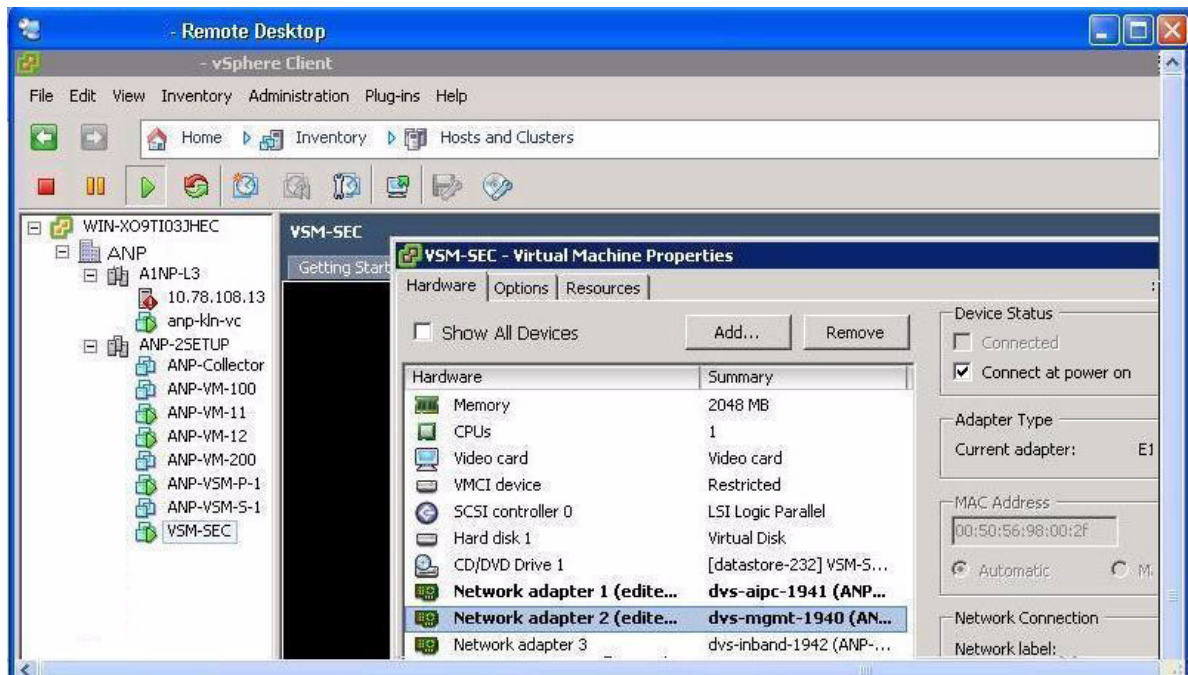 - Remote Desktop
- vSphere Client
File Edit View Inventory Administration Plug-ins Help
Home Inventory Hosts and Clusters
WIN-XO9TI03JHEC
ANP
A1NP-L3
10.78.108.13
anp-kln-vc
ANP-2SETUP
ANP-Collector
ANP-VM-100
ANP-VM-11
ANP-VM-12
ANP-VM-200
ANP-VSM-P-1
ANP-VSM-S-1
VSM-SEC
VSM-SEC
Getting Start
VSM-SEC - Virtual Machine Properties
Hardware Options Resources
Show All Devices Add... Remove
Hardware Summary
Memory 2048 MB
CPUs 1
Video card Video card
VMCI device Restricted
SCSI controller 0 LSI Logic Parallel
Hard disk 1 Virtual Disk
CD/DVD Drive 1 [datastore-232] VSM-S...
Network adapter 1 (edite... dvs-aipc-1941 (ANP...
Network adapter 2 (edite... dvs-mgmt-1940 (AN...
Network adapter 3 dvs-inband-1942 (ANP-...
Device Status
Connected
Connect at power on
Adapter Type
Current adapter: E1
MAC Address
00:50:56:98:00:2f
Automatic M
Network Connection
Network label: